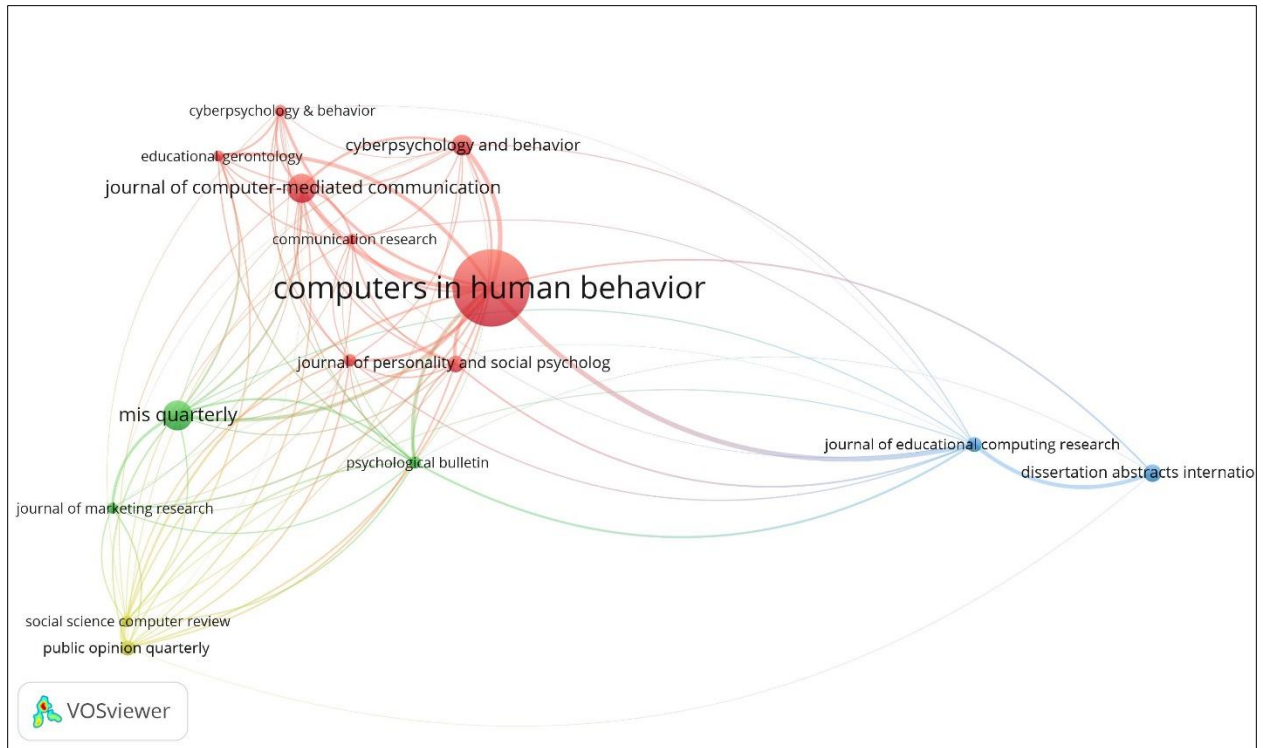 cyberpsychology & behavior
cyberpsychology and behavior
educational gerontology
journal of computer-mediated communication
communication research
computers in human behavior
journal of personality and social psycholog
mis quarterly
journal of educational computing research
psychological bulletin
dissertation abstracts internatio
journal of marketing research
social science computer review
public opinion quarterly
VOSviewer